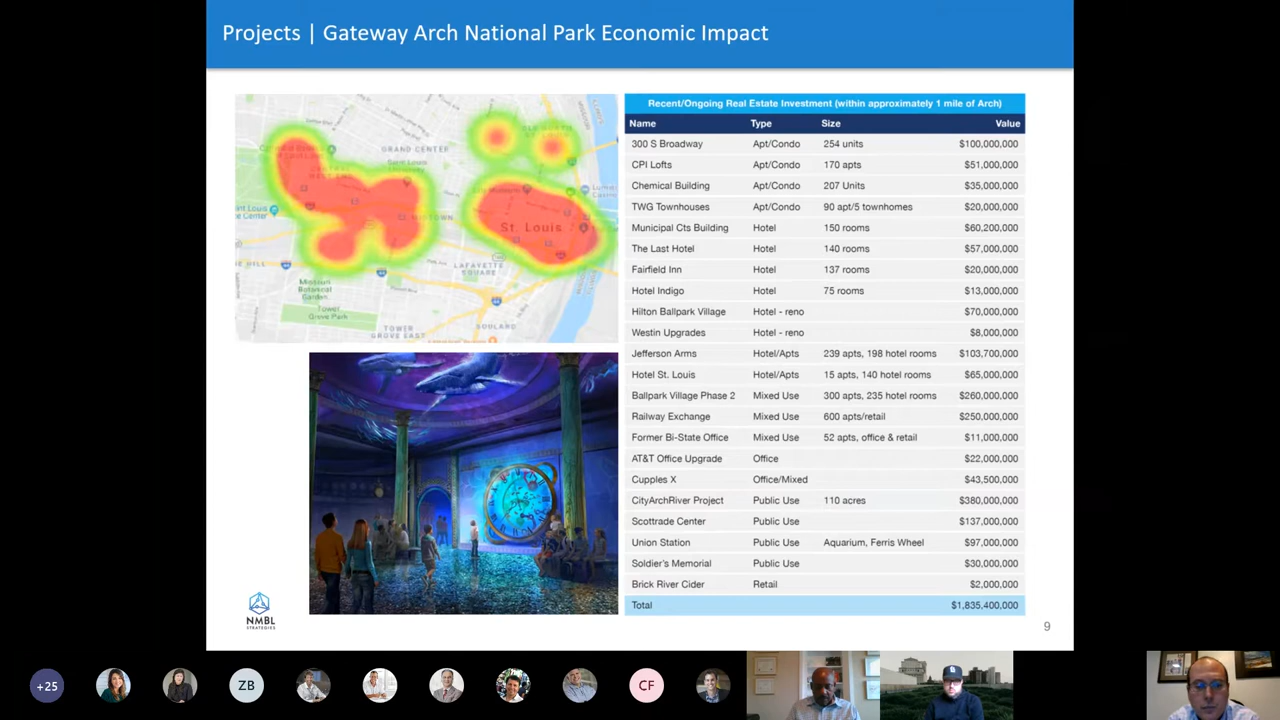 Projects | Gateway Arch National Park Economic Impact
GRAND CENTER
St. Louis
LAFAYETTE
SQUARE
Missouri
Botanical
Garden
Tower
Grove Park
TOWER
GROVE EAST
SOULARD
Recent/Ongoing Real Estate Investment (within approximately 1 mile of Arch)
Name Type Size Value
300 S Broadway Apt/Condo 254 units $100,000,000
CPI Lofts Apt/Condo 170 apts $51,000,000
Chemical Building Apt/Condo 207 Units $35,000,000
TWG Townhouses Apt/Condo 90 apt/5 townhomes $20,000,000
Municipal Cts Building Hotel 150 rooms $60,200,000
The Last Hotel Hotel 140 rooms $57,000,000
Fairfield Inn Hotel 137 rooms $20,000,000
Hotel Indigo Hotel 75 rooms $13,000,000
Hilton Ballpark Village Hotel - reno $70,000,000
Westin Upgrades Hotel - reno $8,000,000
Jefferson Arms Hotel/Apts 239 apts, 198 hotel rooms $103,700,000
Hotel St. Louis Hotel/Apts 15 apts, 140 hotel rooms $65,000,000
Ballpark Village Phase 2 Mixed Use 300 apts, 235 hotel rooms $260,000,000
Railway Exchange Mixed Use 600 apts/retail $250,000,000
Former Bi-State Office Mixed Use 52 apts, office & retail $11,000,000
AT&T Office Upgrade Office $22,000,000
Cupples X Office/Mixed $43,500,000
CityArchRiver Project Public Use 110 acres $380,000,000
Scottrade Center Public Use $137,000,000
Union Station Public Use Aquarium, Ferris Wheel $97,000,000
Soldier's Memorial Public Use $30,000,000
Brick River Cider Retail $2,000,000
Total $1,835,400,000
NMBL
STRATEGIES
9
+25
ZB
CF